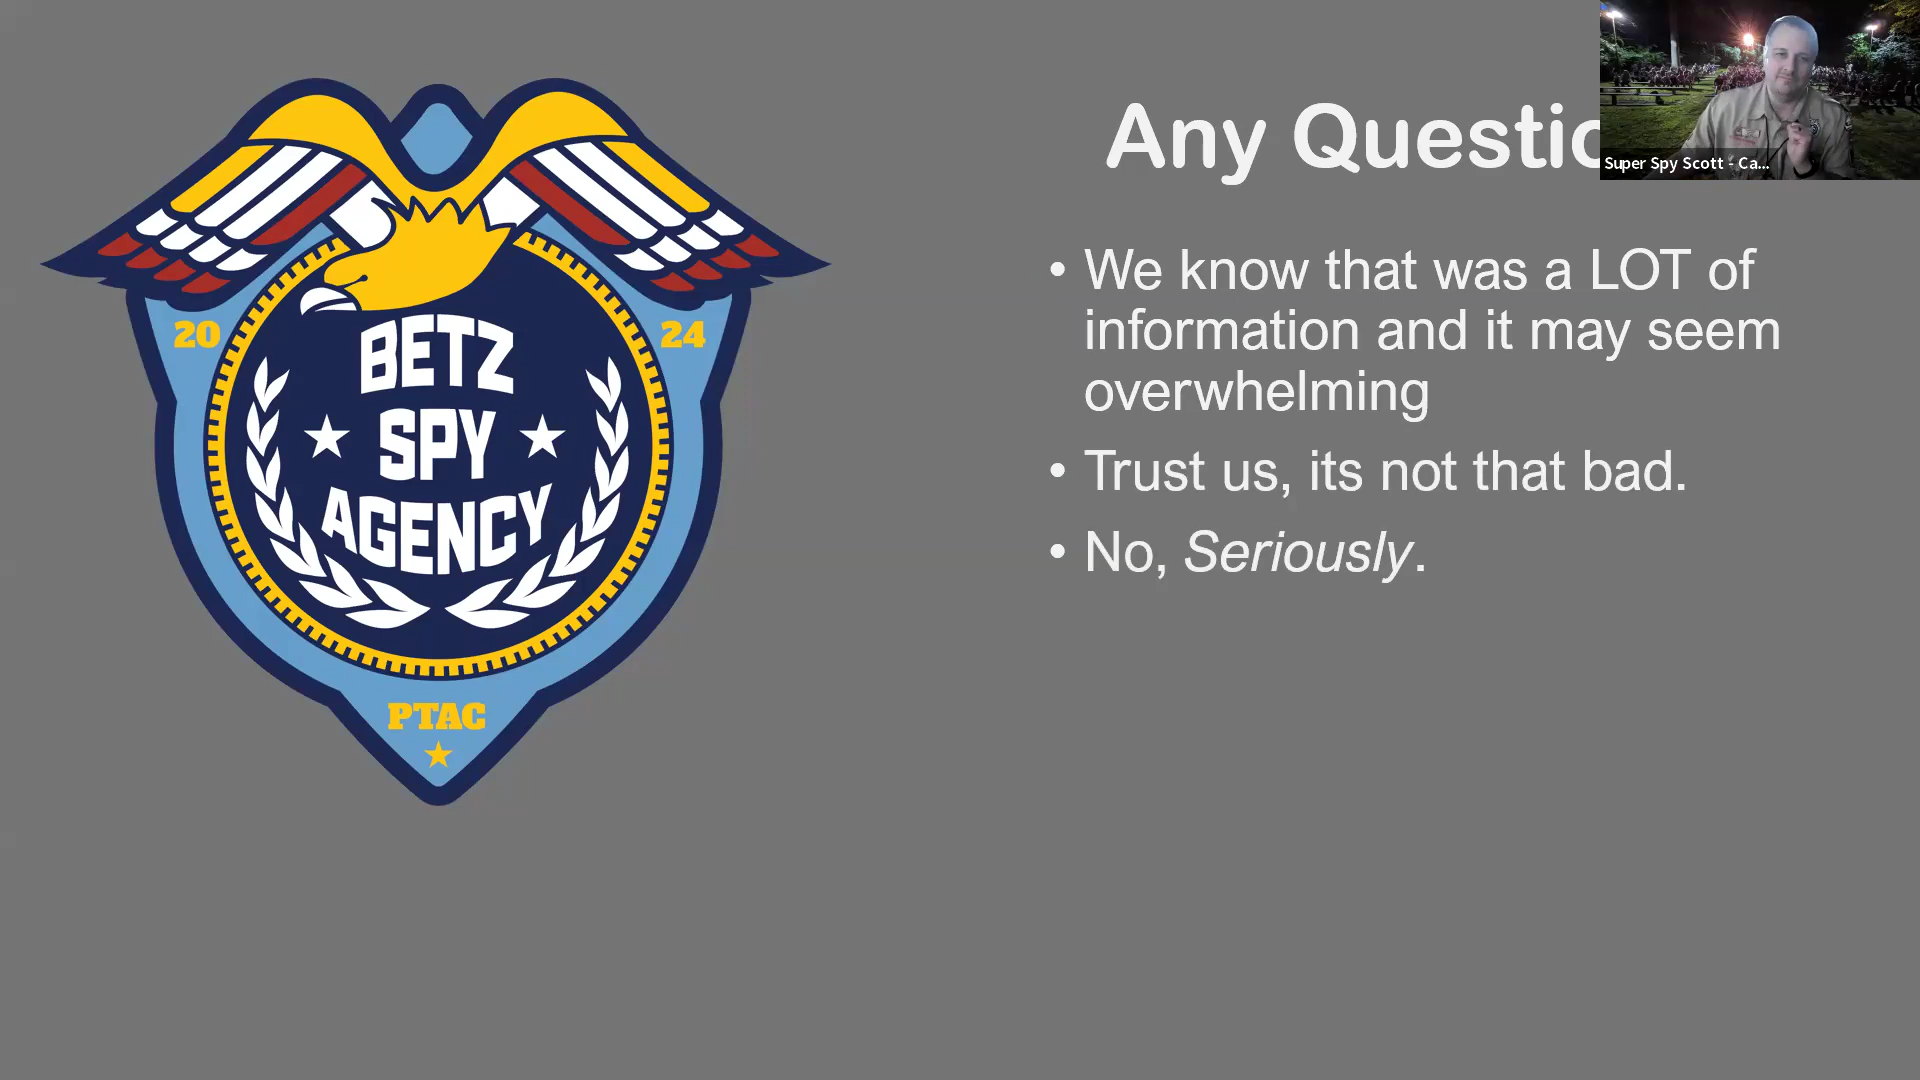 Any Questio
Super Spy Scott - Ca...
• We know that was a LOT of
information and it may seem
overwhelming
• Trust us, its not that bad.
• No, Seriously.
20
24
BETZ
SPY
AGENCY
PTAC